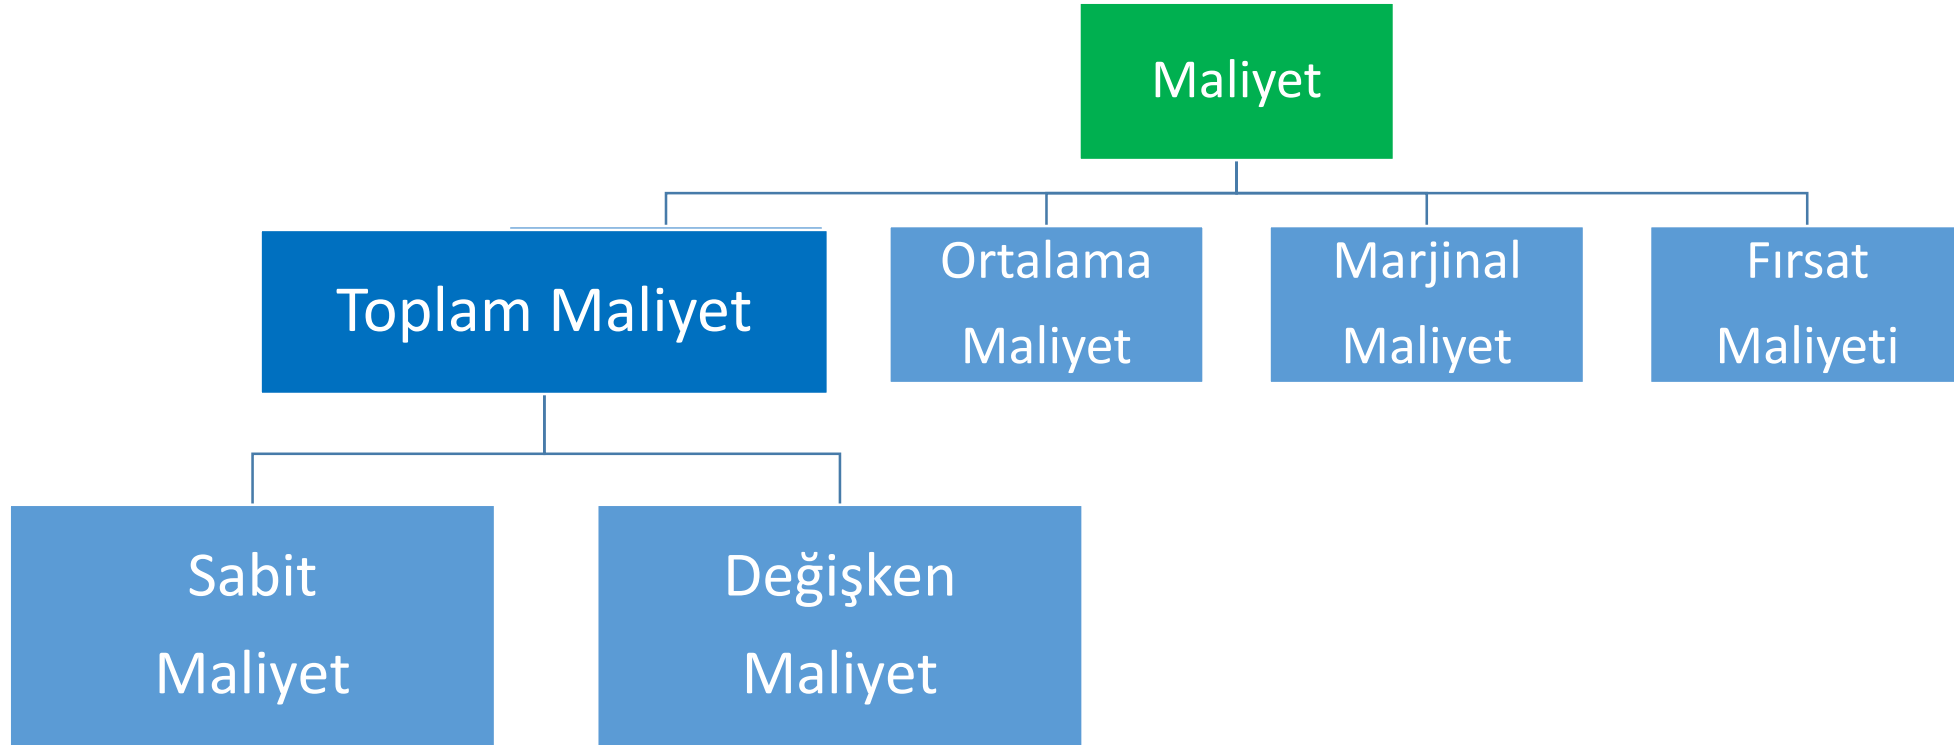 Maliyet
Toplam Maliyet
Ortalama
Maliyet
Marjinal
Maliyet
Fırsat
Maliyeti
Sabit
Maliyet
Değişken
Maliyet